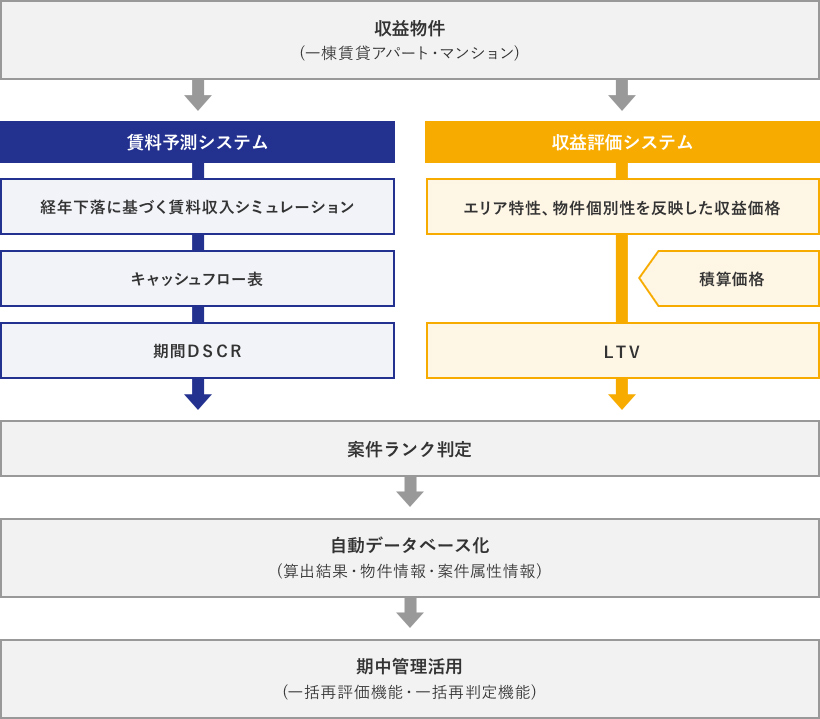 収益物件
(一棟賃貸アパート・マンション)
賃料予測システム
経年下落に基づく賃料収入シミュレーション
キャッシュフロー表
期間DSCR
収益評価システム
エリア特性、物件個別性を反映した収益価格
積算価格
LTV
案件ランク判定
自動データベース化
(算出結果・物件情報・案件属性情報)
期中管理活用
(一括再評価機能・一括再判定機能)